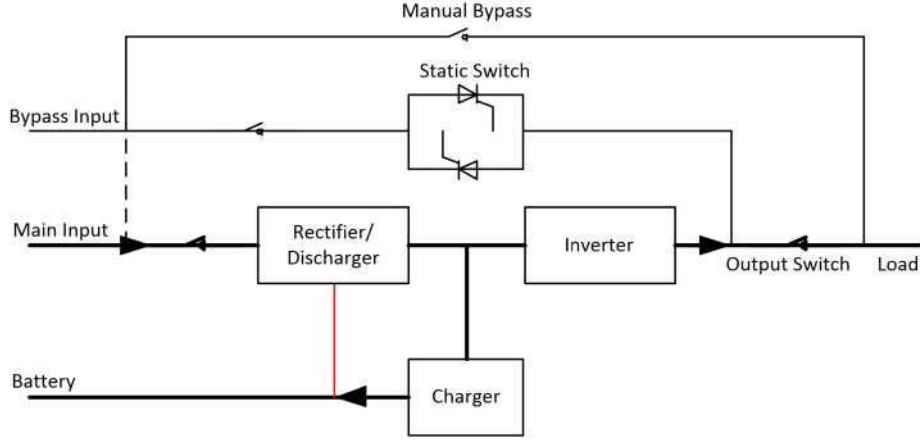 Manual Bypass
Static Switch
Bypass Input
Main Input
Rectifier/
Discharger
Inverter
Output Switch
Load
Battery
Charger